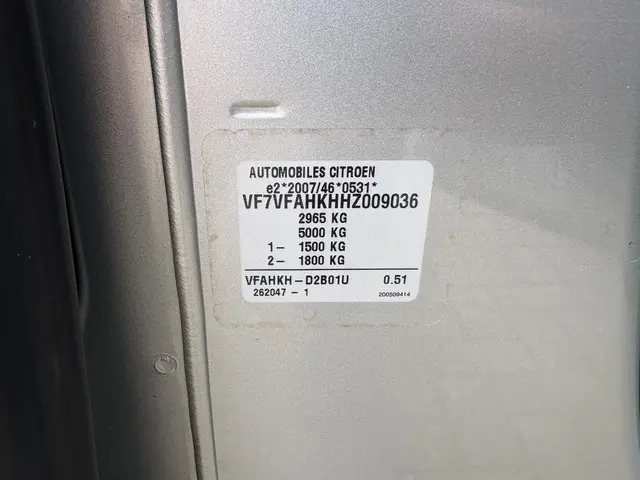 AUTOMOBILES CITROEN
e2*2007/46*0531*
VF7VFAHKHHZ009036
2965 KG
5000 KG
1- 1500 KG
2- 1800 KG
VFAHKH-D2B01U 0.51
262047 - 1 200509414